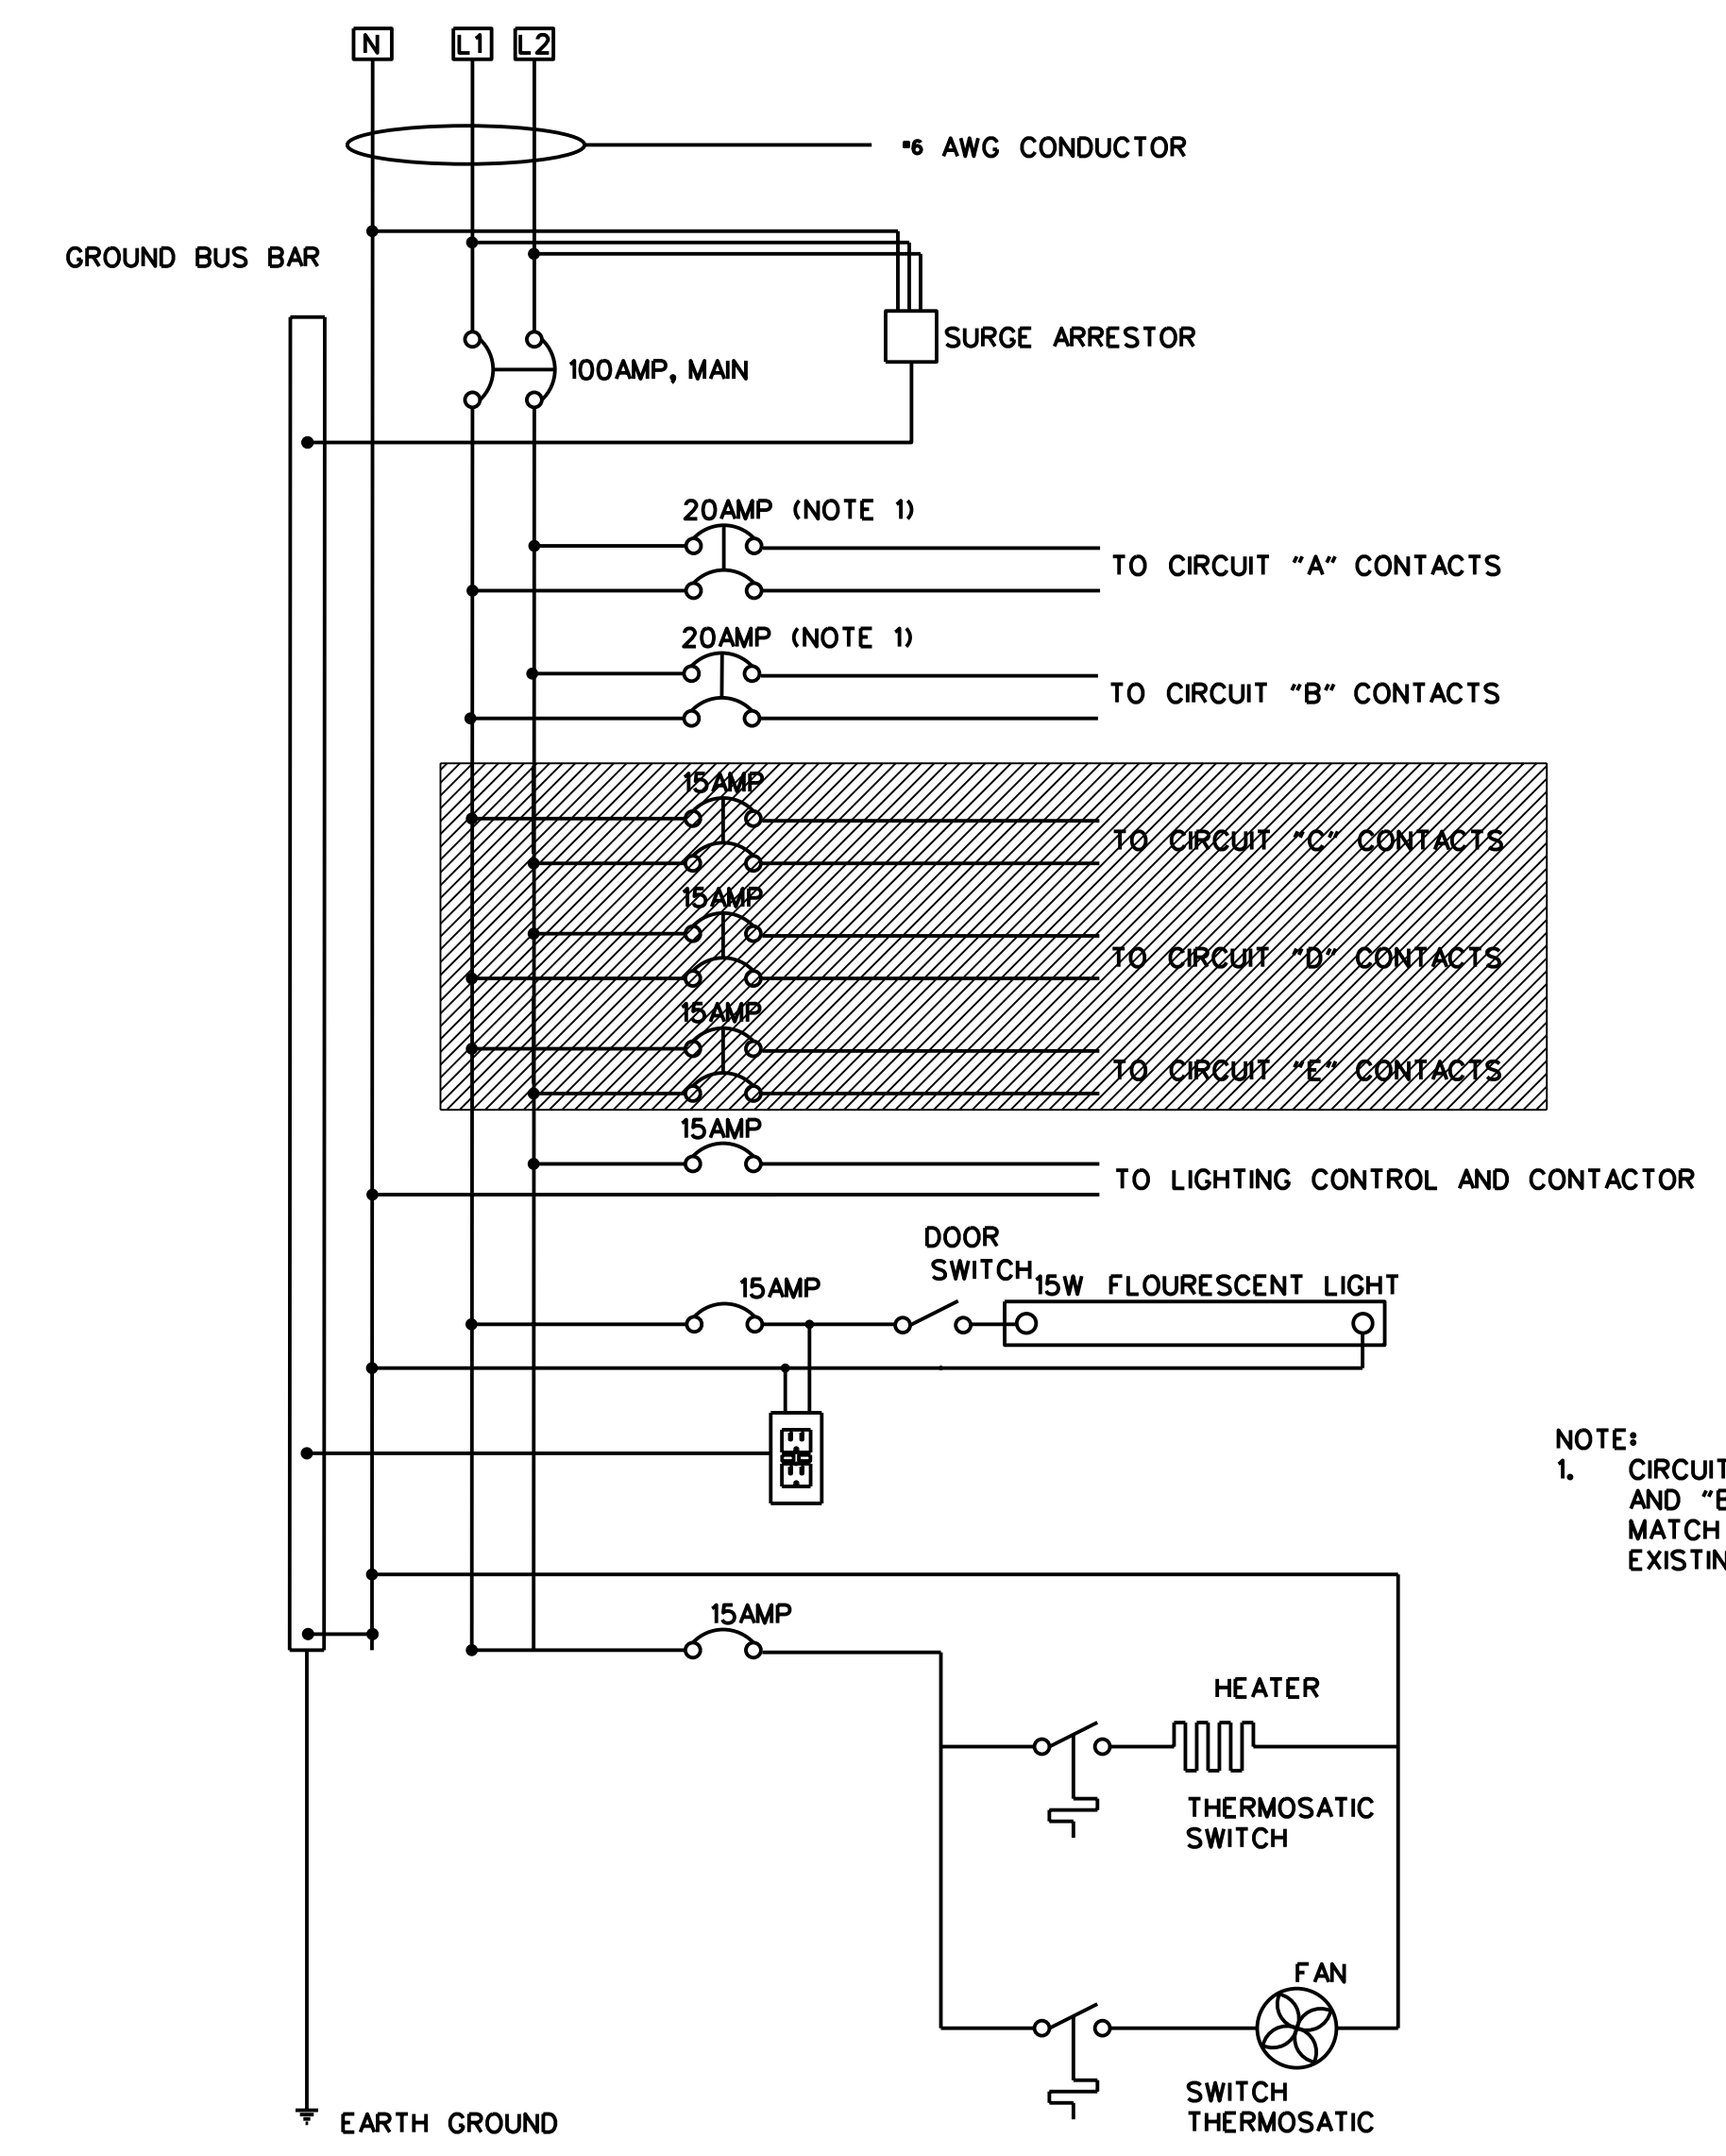 N L1 L2
#6 AWG CONDUCTOR
GROUND BUS BAR
SURGE ARRESTOR
100AMP, MAIN
20AMP (NOTE 1)
TO CIRCUIT "A" CONTACTS
20AMP (NOTE 1)
TO CIRCUIT "B" CONTACTS
15AMP
TO CIRCUIT "C" CONTACTS
15AMP
TO CIRCUIT "D" CONTACTS
15AMP
TO CIRCUIT "E" CONTACTS
15AMP
TO LIGHTING CONTROL AND CONTACTOR
DOOR
SWITCH
15W FLOURESCENT LIGHT
15AMP
NOTE:
1. CIRCUIT
AND
MATCH
15AMP
HEATER
THERMOSATIC
SWITCH
FAN
SWITCH
THERMOSATIC
EARTH GROUND